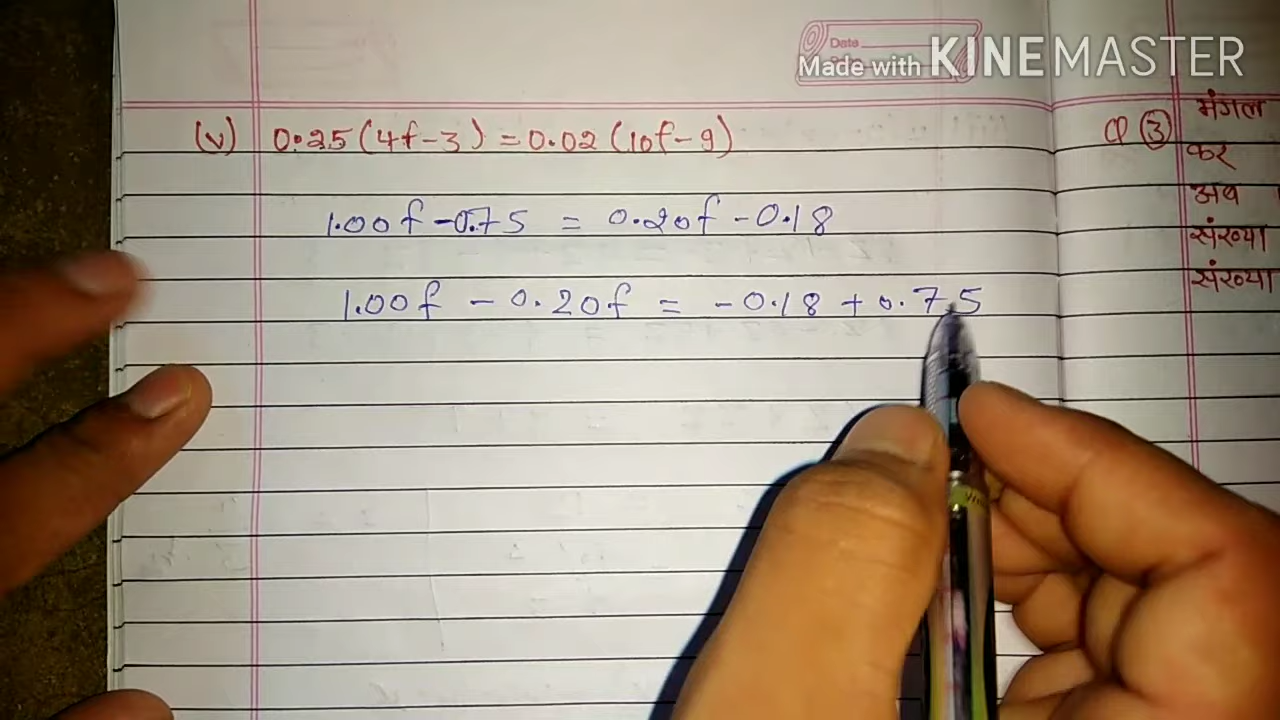 Date
Made with KINEMASTER
(v) 0.25 (4f-3) = 0.02 (10f-9)
1.00f - 0.75 = 0.20f - 0.18
1.00f - 0.20f = -0.18 + 0.75
Q ③ मंगल
कर
अब
संख्या
संख्या